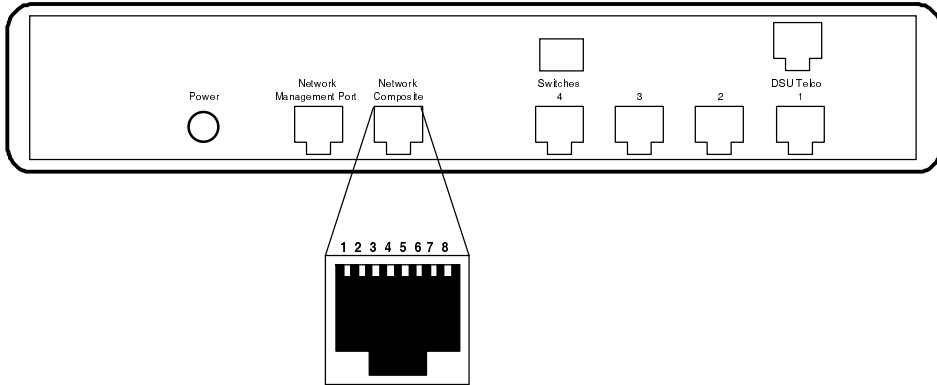 Switches
DSU Telco
Network
Management Port
Network
Composite
Power
4
3
2
1
1 2 3 4 5 6 7 8